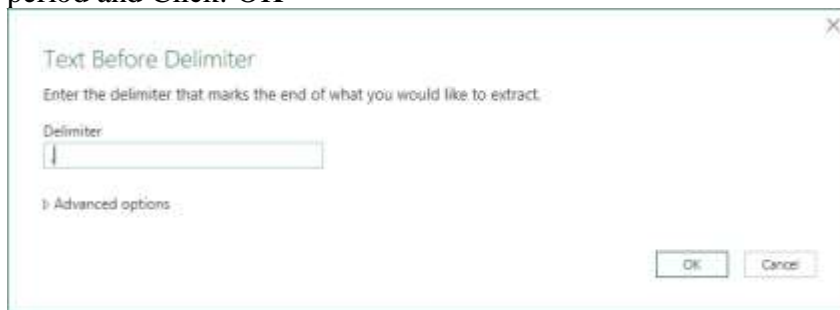 period and Click: OK
Text Before Delimiter
Enter the delimiter that marks the end of what you would like to extract.
Delimiter
.
Advanced options
OK Cancel